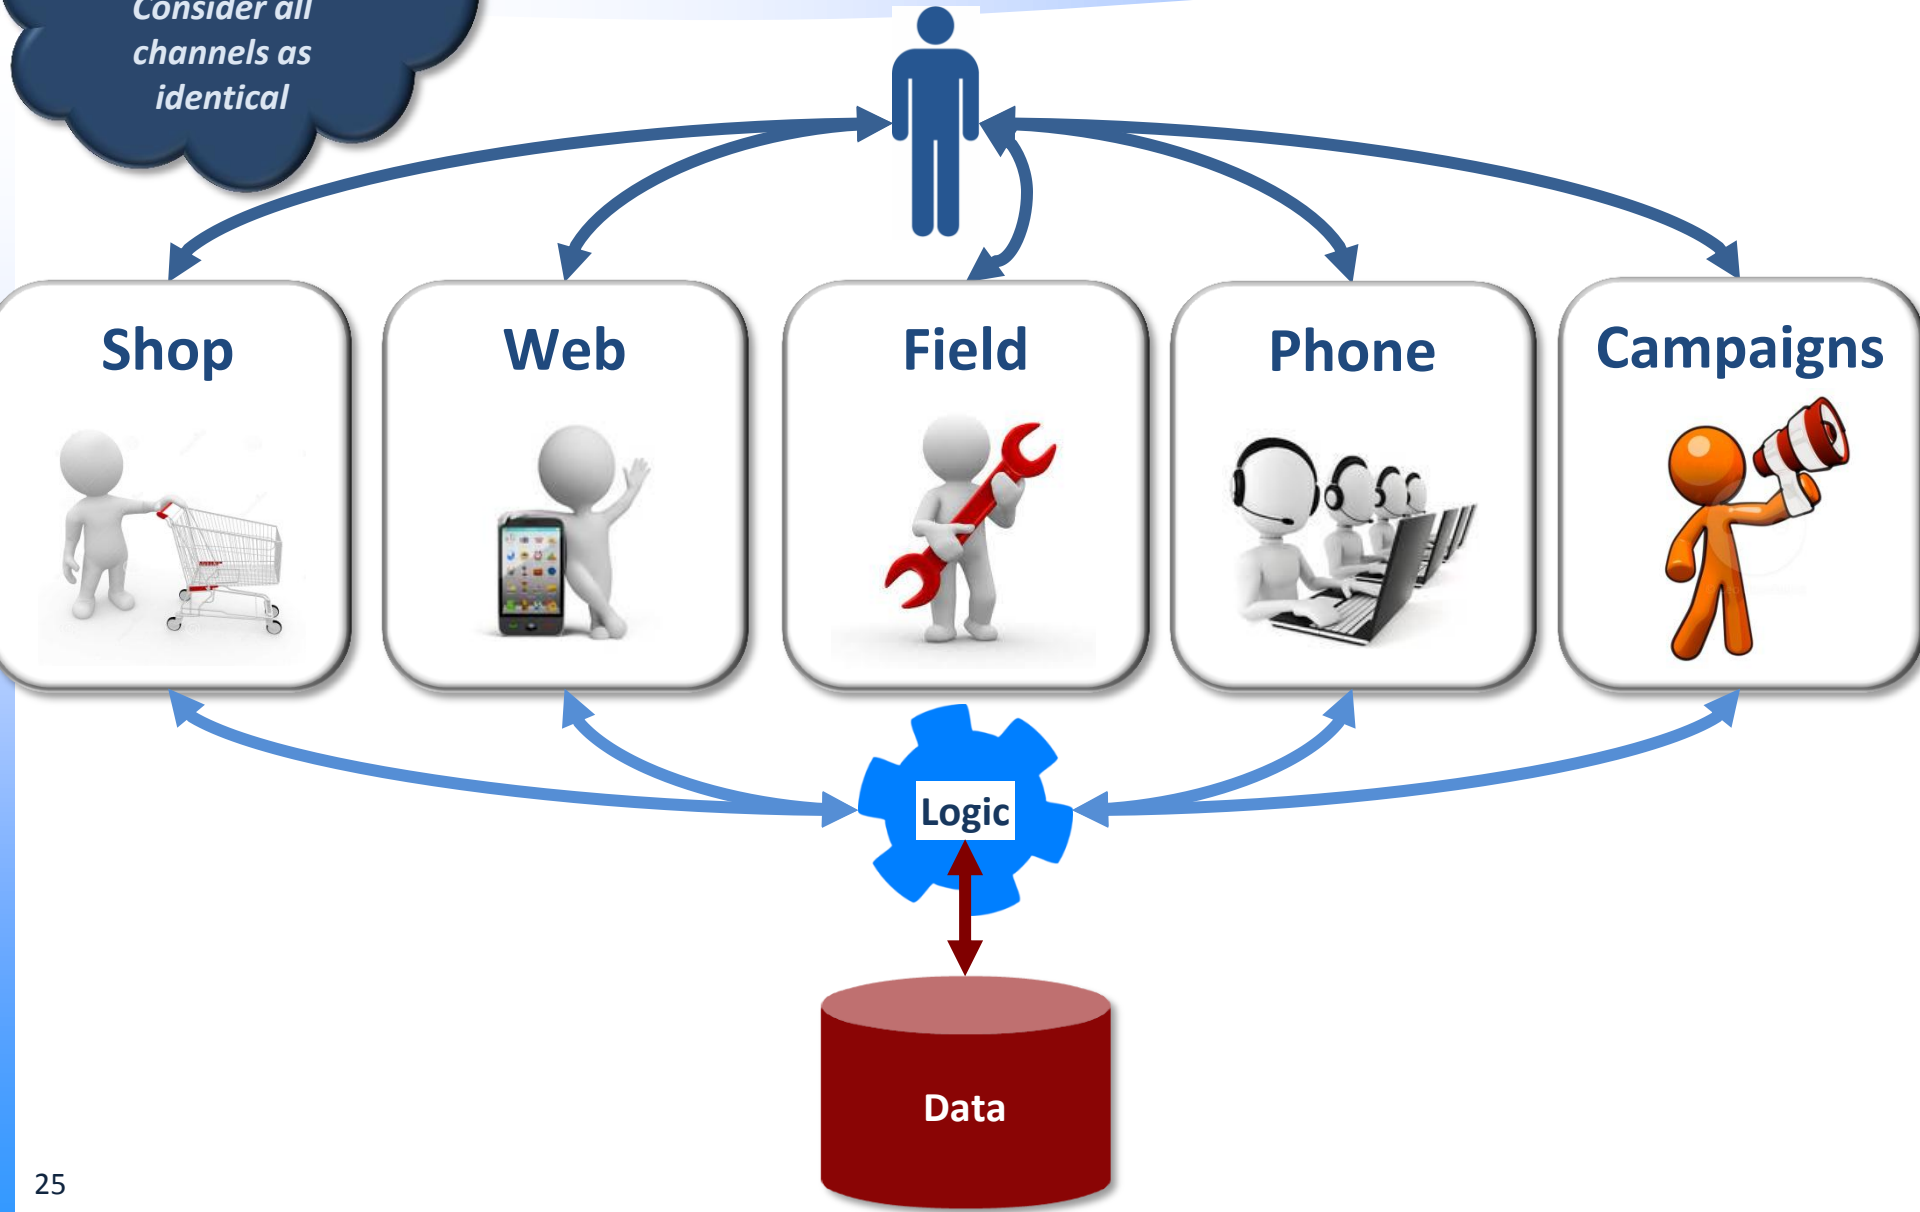 Consider all
channels as
identical
Shop
Web
Field
Phone
Campaigns
Logic
Data
25